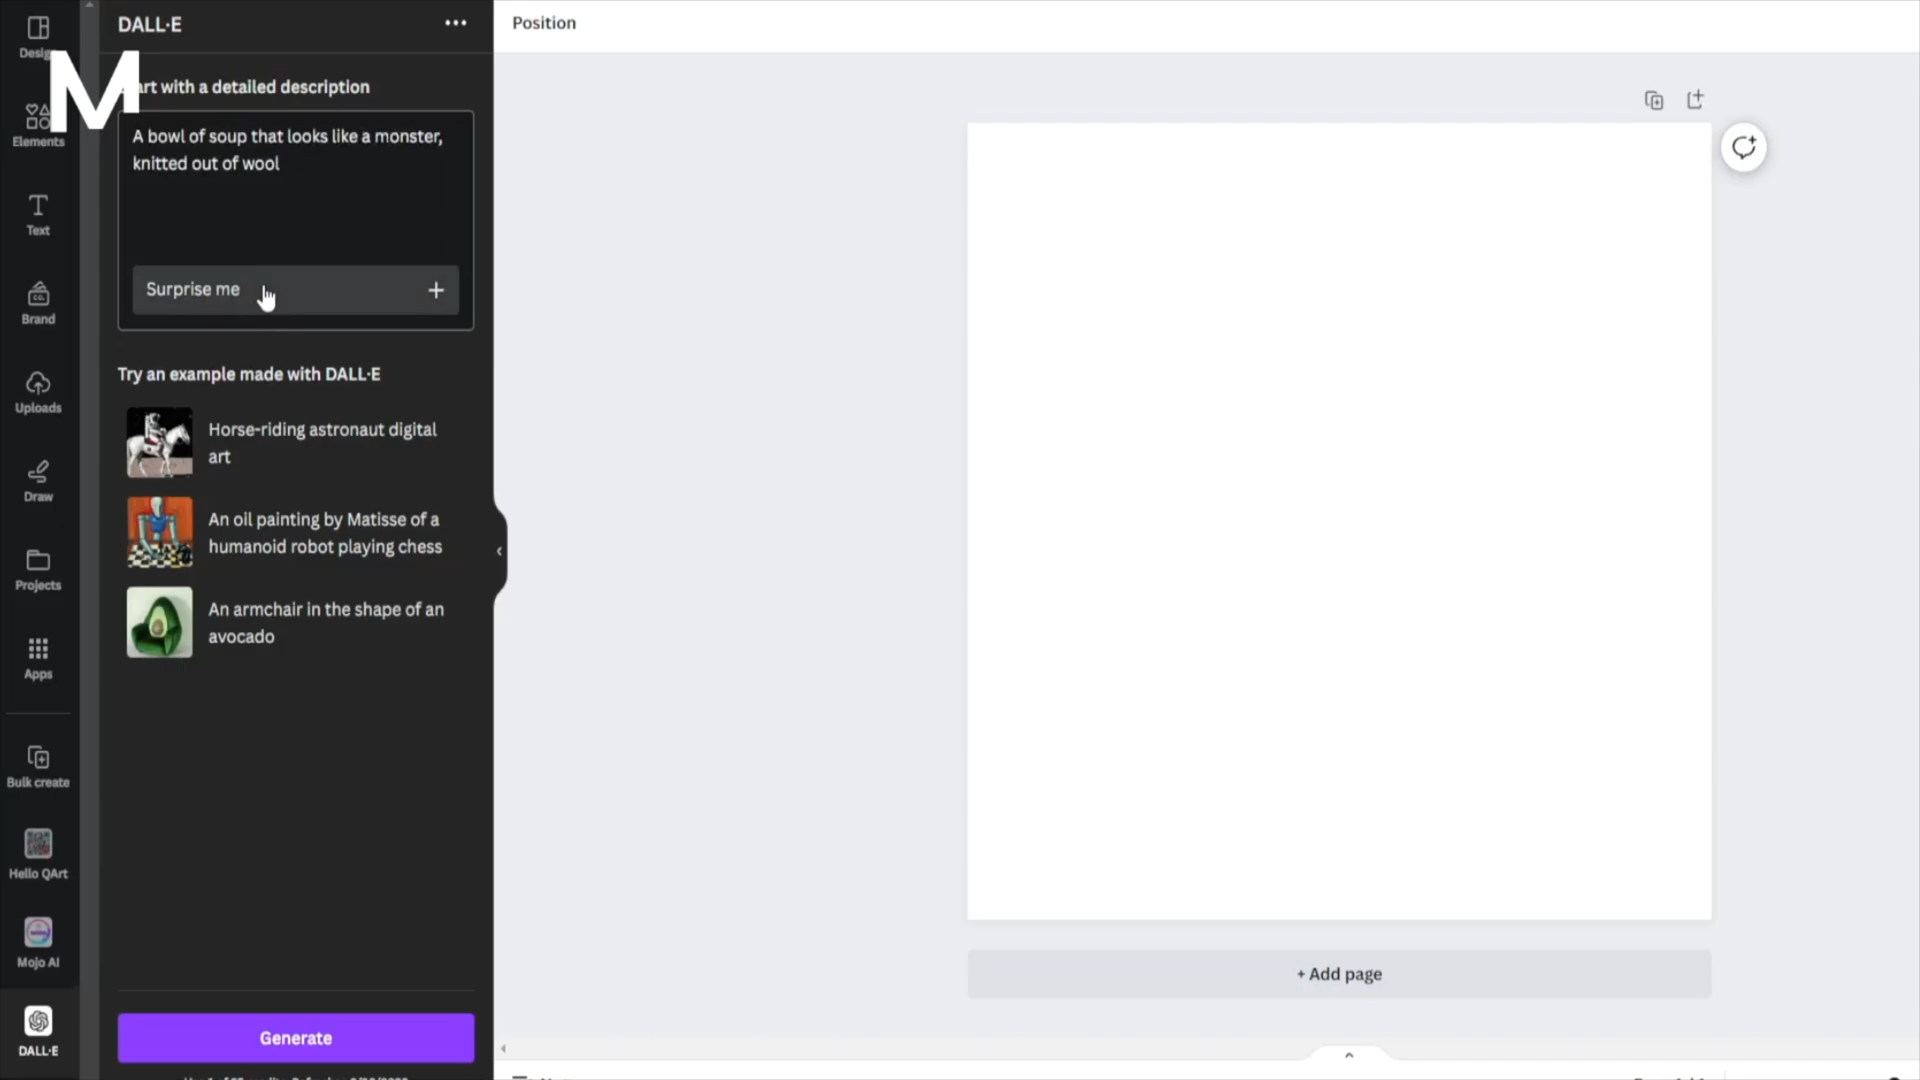 DALL·E
Position
Design
M
art with a detailed description
A bowl of soup that looks like a monster,
knitted out of wool
Elements
Text
Surprise me
Brand
Try an example made with DALL·E
Uploads
Horse-riding astronaut digital
art
Draw
An oil painting by Matisse of a
humanoid robot playing chess
Projects
An armchair in the shape of an
avocado
Apps
Bulk create
Hello QArt
Mojo AI
+ Add page
Generate
DALL·E